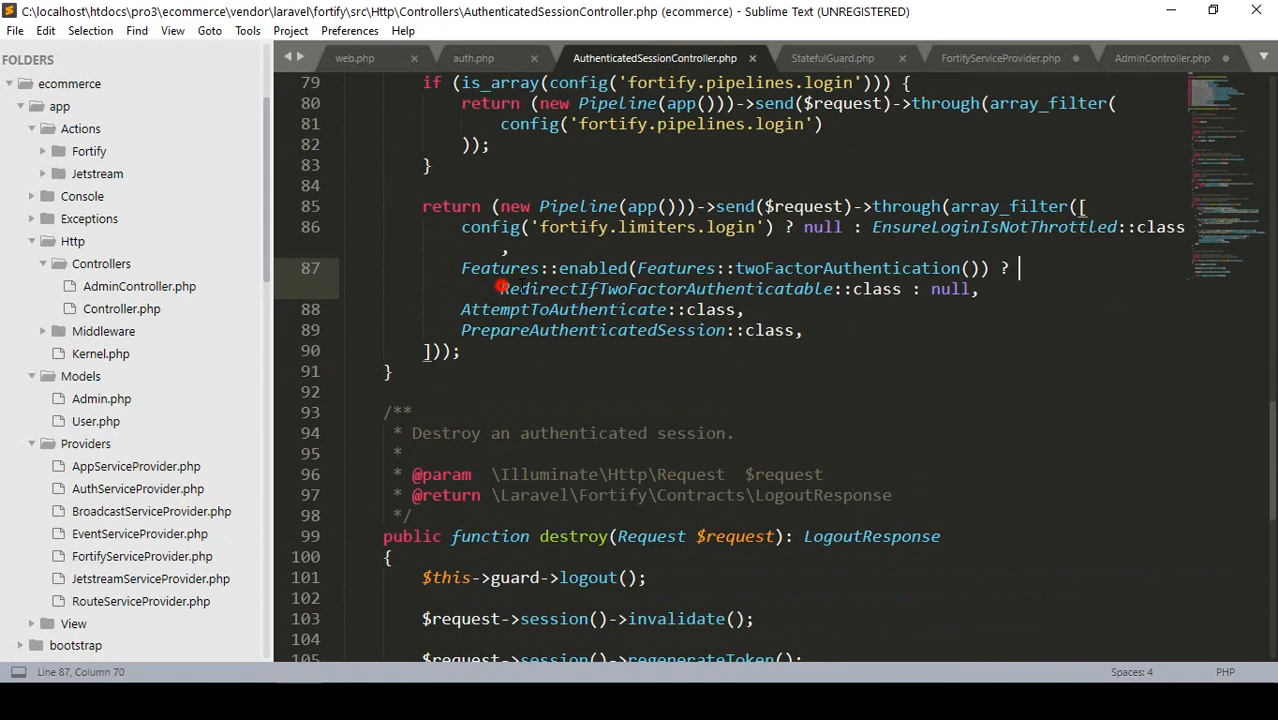 C:\localhost\htdocs\pro3\ecommerce\vendor\laravel\fortify\src\Http\Controllers\AuthenticatedSessionController.php (ecommerce) - Sublime Text (UNREGISTERED)
File Edit Selection Find View Goto Tools Project Preferences Help
FOLDERS
ecommerce
app
Actions
Fortify
Jetstream
Console
Exceptions
Http
Controllers
AdminController.php
Controller.php
Middleware
Kernel.php
Models
Admin.php
User.php
Providers
AppServiceProvider.php
AuthServiceProvider.php
BroadcastServiceProvider.php
EventServiceProvider.php
FortifyServiceProvider.php
JetstreamServiceProvider.php
RouteServiceProvider.php
View
bootstrap
web.php auth.php AuthenticatedSessionController.php StatefulGuard.php FortifyServiceProvider.php AdminController.php
79 if (is_array(config('fortify.pipelines.login'))) {
80 return (new Pipeline(app()))->send($request)->through(array_filter(
81 config('fortify.pipelines.login')
82 ));
83 }
84
85 return (new Pipeline(app()))->send($request)->through(array_filter([
86 config('fortify.limiters.login') ? null : EnsureLoginIsNotThrottled::class
,
87 Features::enabled(Features::twoFactorAuthentication()) ?
RedirectIfTwoFactorAuthenticatable::class : null,
88 AttemptToAuthenticate::class,
89 PrepareAuthenticatedSession::class,
90 ]));
91 }
92
93 /**
94 * Destroy an authenticated session.
95 *
96 * @param \Illuminate\Http\Request $request
97 * @return \Laravel\Fortify\Contracts\LogoutResponse
98 */
99 public function destroy(Request $request): LogoutResponse
100 {
101 $this->guard->logout();
102
103 $request->session()->invalidate();
104
105 $request->session()->regenerateToken();
Line 87, Column 70 Spaces: 4 PHP